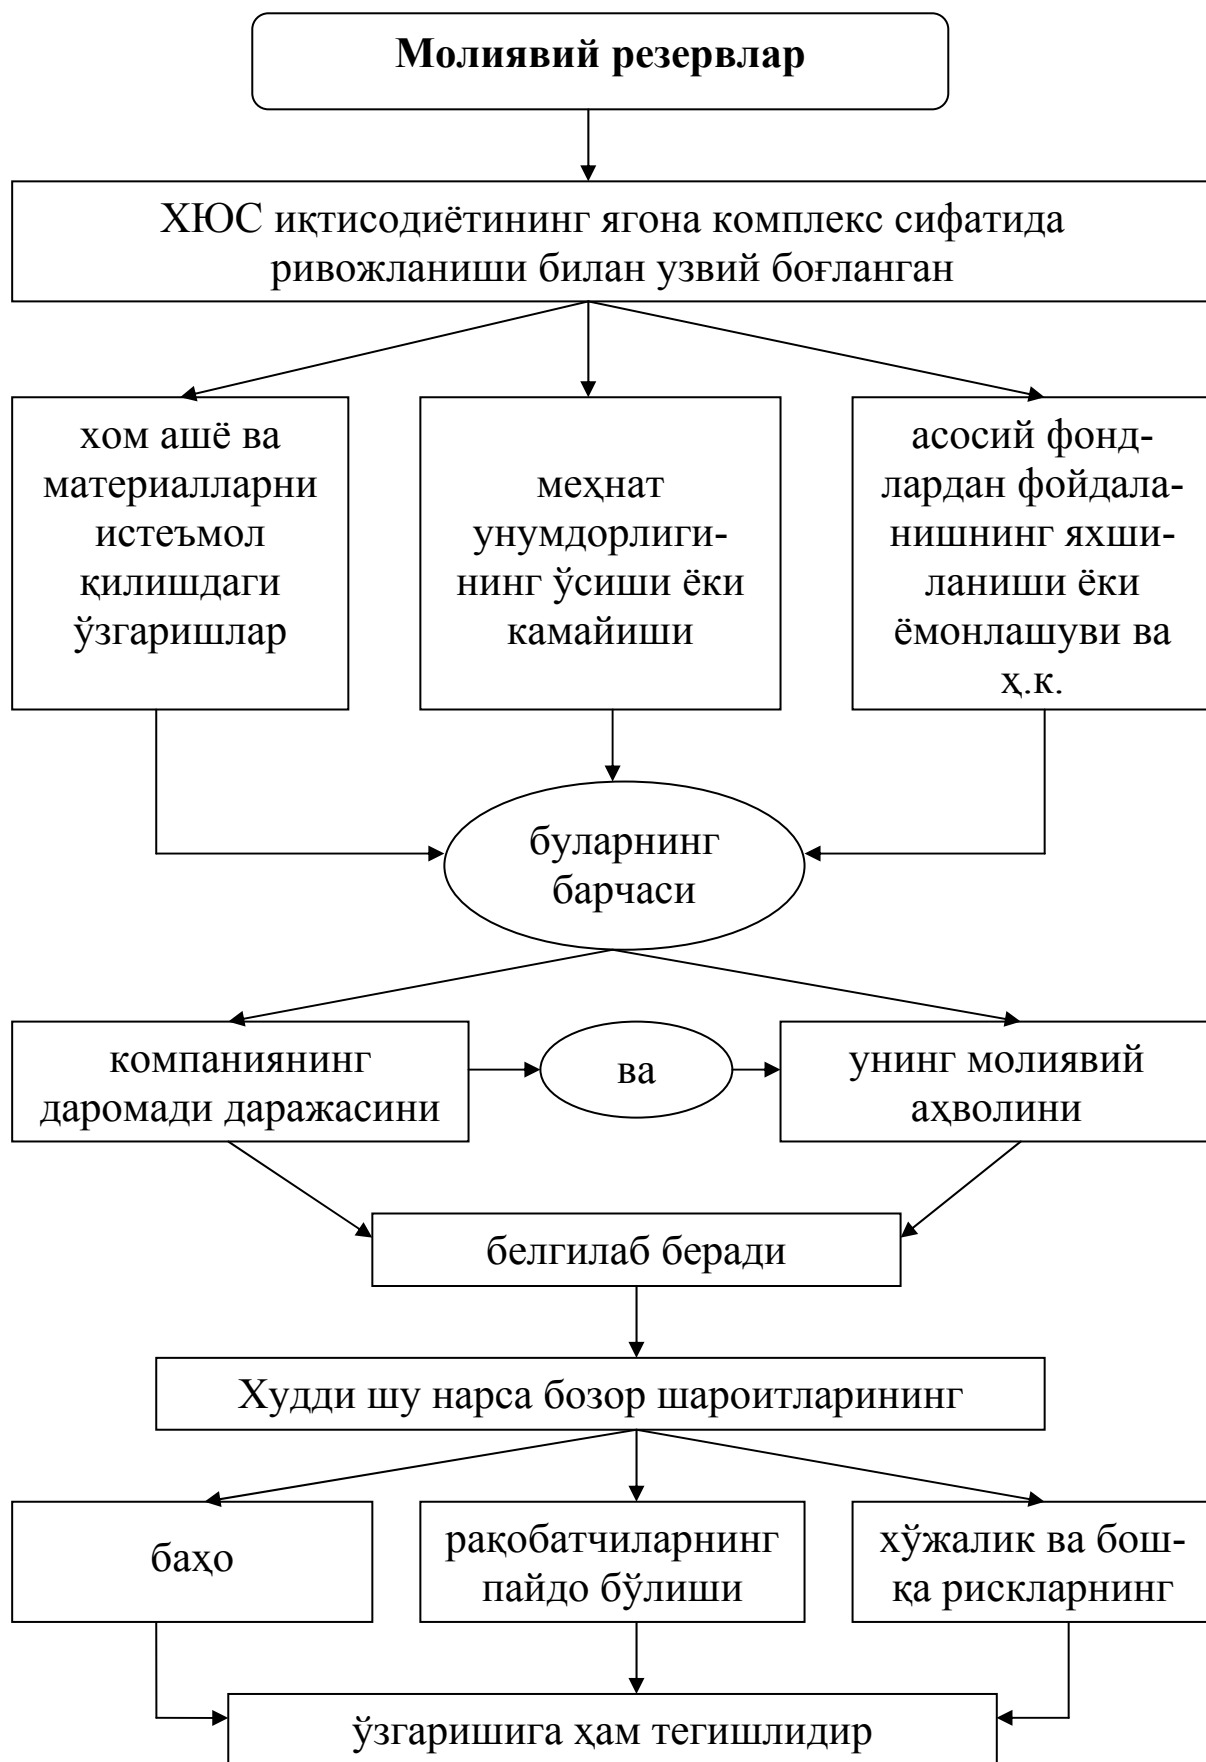 Молиявий резервлар
ХЮС иқтисодиётининг ягона комплекс сифатида
ривожланиши билан узвий боғланган
хом ашё ва
материалларни
истеъмол
қилишдаги
ўзгаришлар
меҳнат
унумдорлиги-
нинг ўсиши ёки
камайиши
асосий фонд-
лардан фойдала-
нишнинг яхши-
ланиши ёки
ёмонлашуви ва
ҳ.к.
буларнинг
барчаси
компаниянинг
даромади даражасини
ва
унинг молиявий
аҳволини
белгилаб беради
Худди шу нарса бозор шароитларининг
баҳо
рақобатчиларнинг
пайдо бўлиши
хўжалик ва бош-
қа рискларнинг
ўзгаришига ҳам тегишлидир